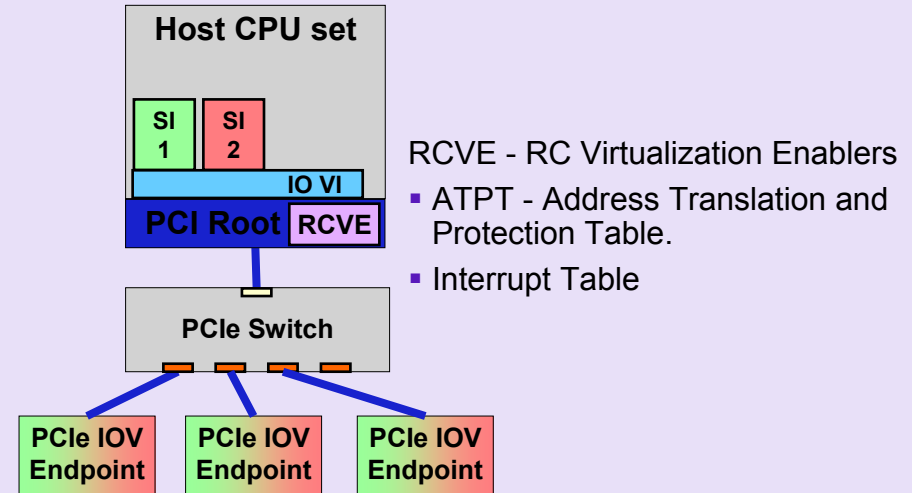 Host CPU set
SI
1
SI
2
IO VI
PCI Root
RCVE
RCVE - RC Virtualization Enablers
▪ ATPT - Address Translation and
Protection Table.
▪ Interrupt Table
PCIe Switch
PCIe IOV
Endpoint
PCIe IOV
Endpoint
PCIe IOV
Endpoint